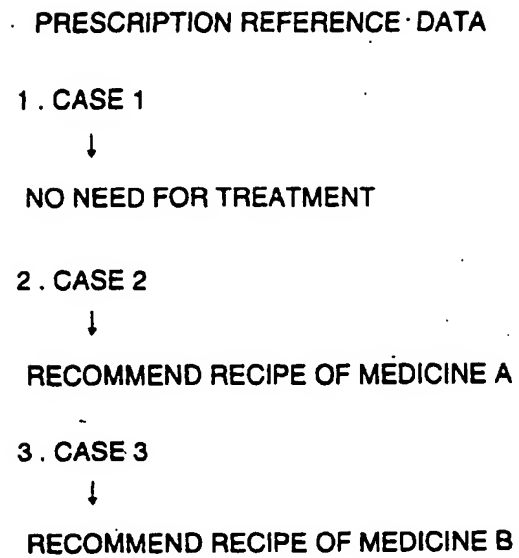 PRESCRIPTION REFERENCE DATA
1. CASE 1
↓
NO NEED FOR TREATMENT
2. CASE 2
↓
RECOMMEND RECIPE OF MEDICINE A
3. CASE 3
↓
RECOMMEND RECIPE OF MEDICINE B